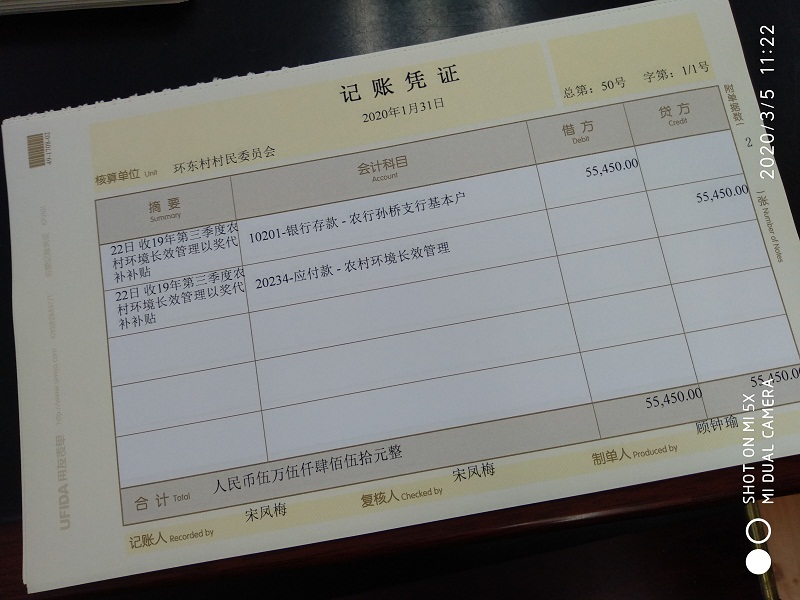 记账凭证
2020年1月31日
总第：50号 字第：1/1号
核算单位 Unit 环东村村民委员会
附单据数 2 张 Number of Notes
摘要 Summary
会计科目 Account
借方 Debit
贷方 Credit
22日 收19年第三季度农
村环境长效管理以奖代
补补贴
10201-银行存款 - 农行孙桥支行基本户
55,450.00
22日 收19年第三季度农
村环境长效管理以奖代
补补贴
20234-应付款 - 农村环境长效管理
55,450.00
合计 Total 人民币伍万伍仟肆佰伍拾元整 55,450.00 55,450.00
记账人 Recorded by 宋凤梅 复核人 Checked by 宋凤梅 制单人 Produced by 顾钟瑜
UFIDA 用友表单
2020/3/5 11:22
SHOT ON MI 5X
MI DUAL CAMERA